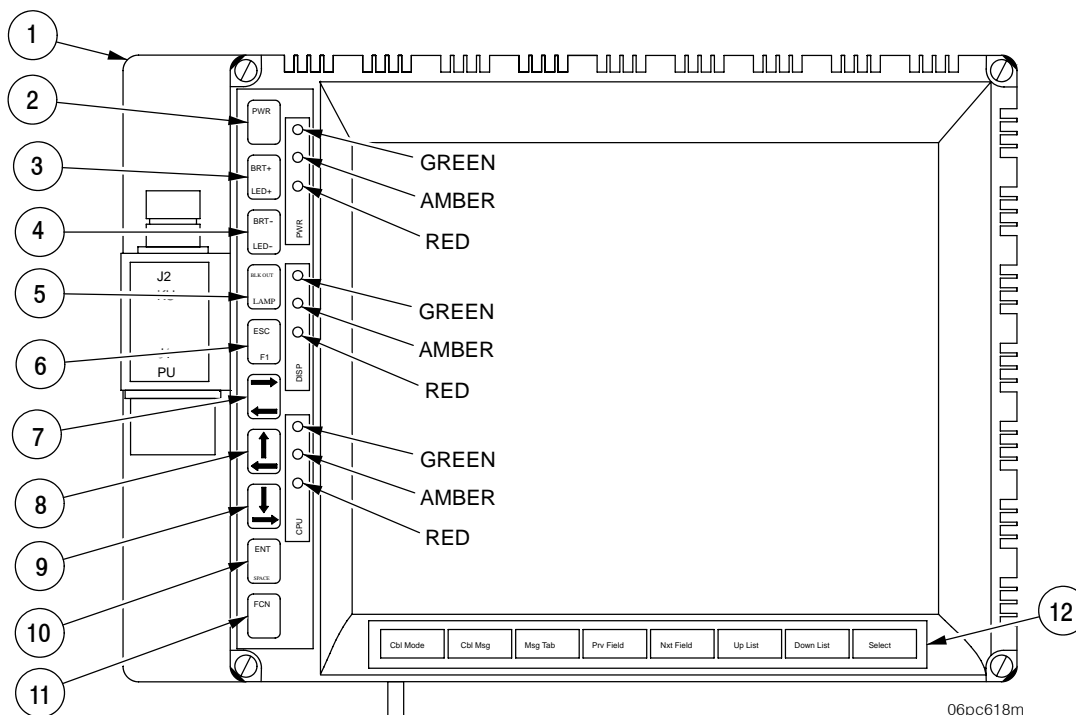 1
2
3
4
5
6
7
8
9
10
11
12
PWR
BRT+
LED+
BRT-
LED-
BLK OUT
LAMP
ESC
F1
ENT
SPACE
FCN
PWR
GREEN
AMBER
RED
DISP
GREEN
AMBER
RED
CPU
GREEN
AMBER
RED
J2
PU
Cbl Mode Cbl Msg Msg Tab Prv Field Nxt Field Up List Down List Select
06pc618m